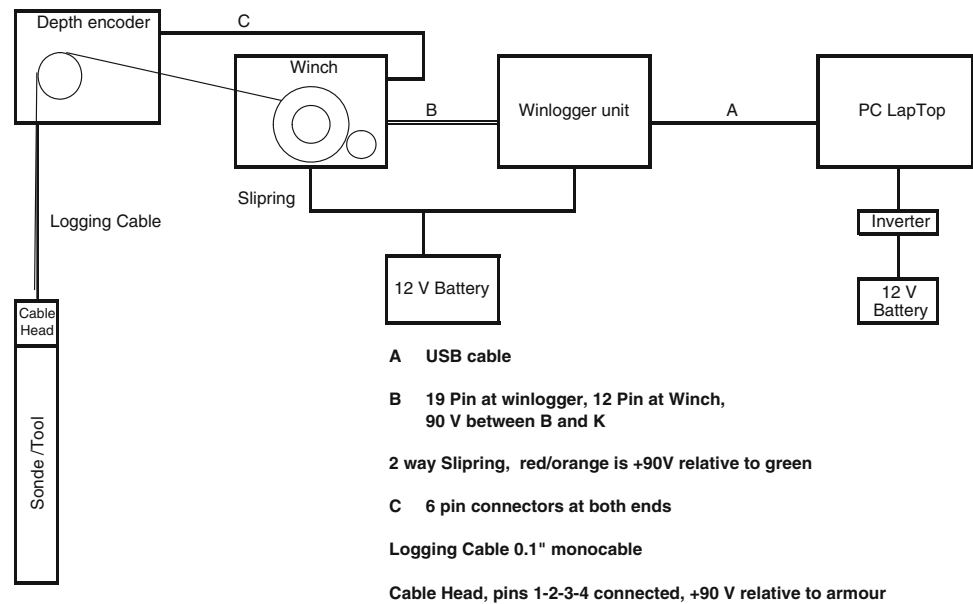 Depth encoder
C
Winch
B
Winlogger unit
A
PC LapTop
Slipring
Logging Cable
Inverter
12 V Battery
12 V
Battery
Cable
Head
Sonde /Tool
A USB cable
B 19 Pin at winlogger, 12 Pin at Winch,
90 V between B and K
2 way Slipring, red/orange is +90V relative to green
C 6 pin connectors at both ends
Logging Cable 0.1" monocable
Cable Head, pins 1-2-3-4 connected, +90 V relative to armour